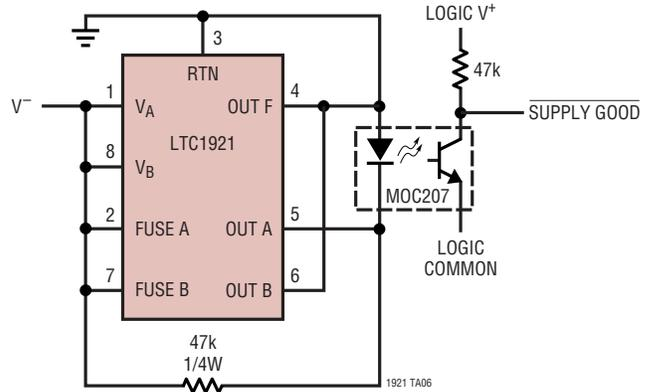 LOGIC V+
3
47k
RTN
1
4
V–
VA
OUT F
SUPPLY GOOD
LTC1921
8
VB
MOC207
2
5
FUSE A
OUT A
LOGIC
COMMON
7
6
FUSE B
OUT B
47k
1/4W
1921 TA06